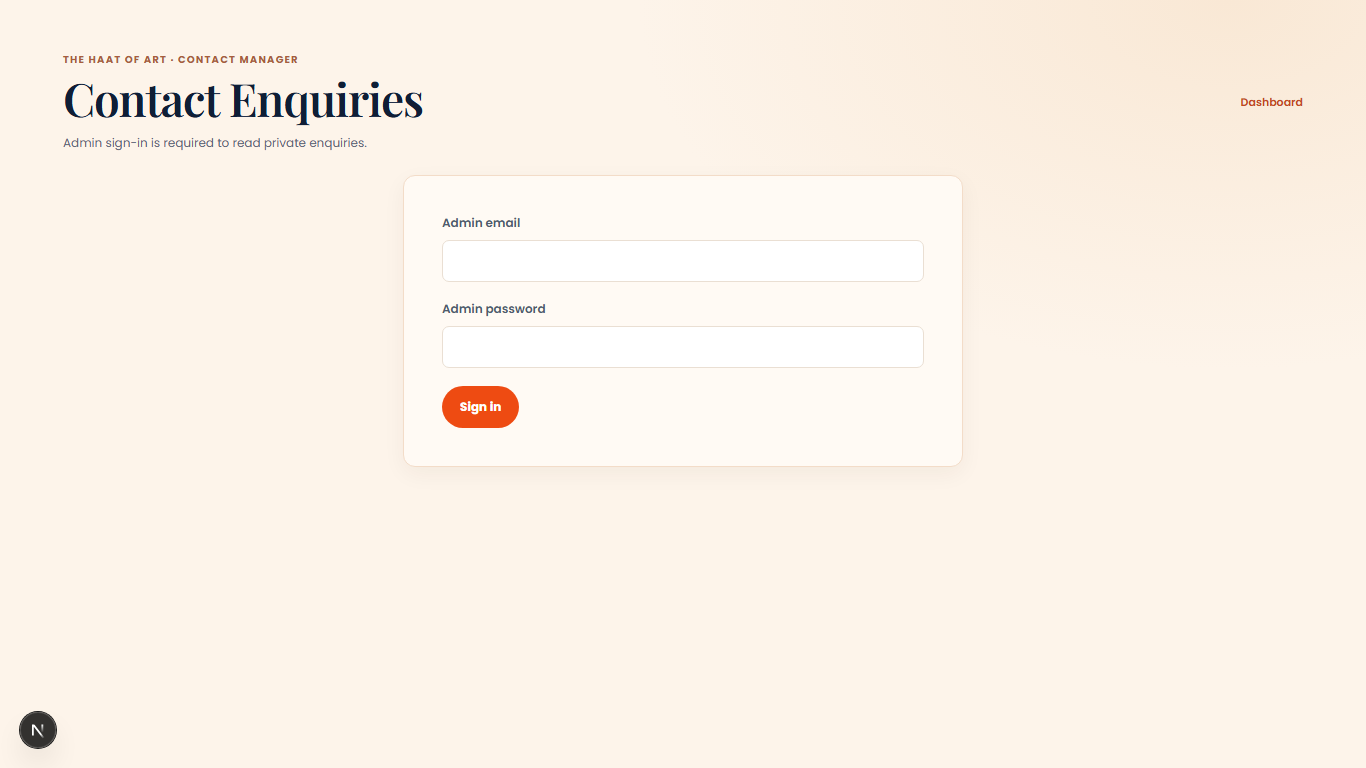 THE HAAT OF ART · CONTACT MANAGER
Contact Enquiries
Dashboard
Admin sign-in is required to read private enquiries.
Admin email
Admin password
Sign in
N